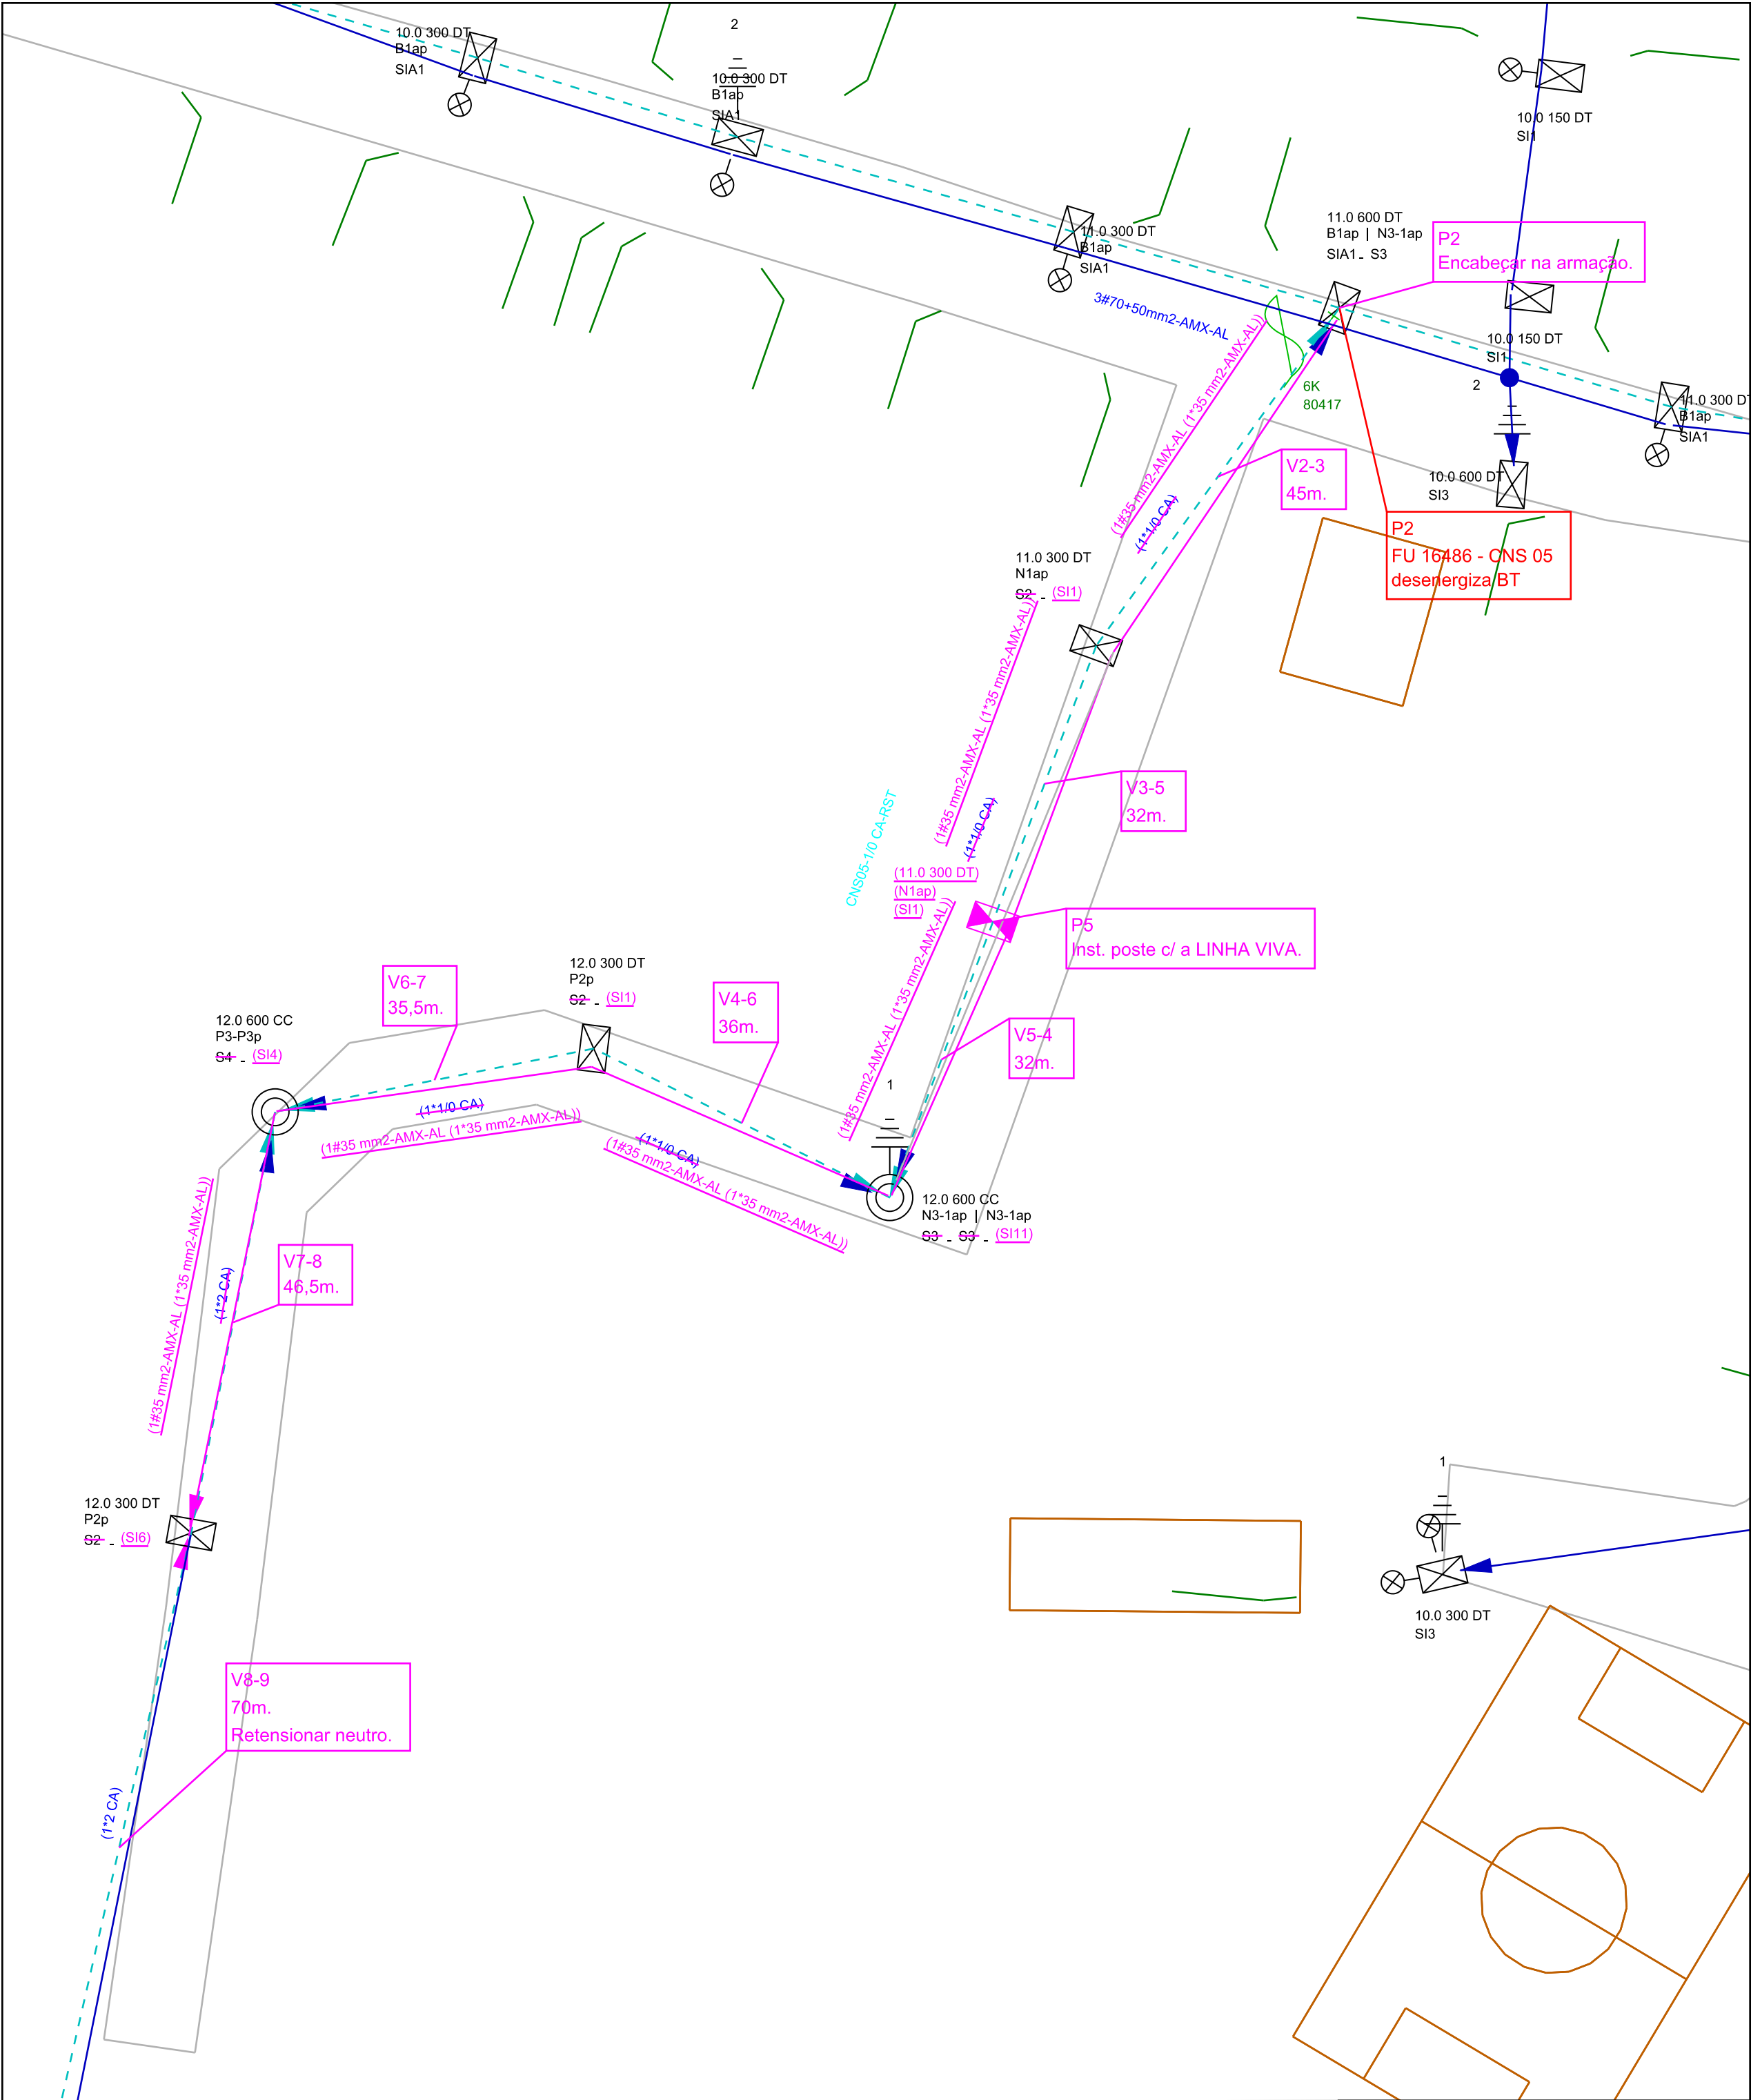 10.0 300 DT
B1ap
SIA1
2
10.0 300 DT
B1ap
SIA1
10.0 150 DT
SI1
11.0 300 DT
B1ap
SIA1
11.0 600 DT
B1ap | N3-1ap
SIA1 - S3
P2
Encabeçar na armação.
3#70+50mm2-AMX-AL
10.0 150 DT
SI1
2
6K
80417
11.0 300 DT
B1ap
SIA1
(1#35 mm2-AMX-AL (1*35 mm2-AMX-AL))
(1*1/0 CA)
V2-3
45m.
10.0 600 DT
SI3
P2
FU 16486 - CNS 05
desenergiza BT
11.0 300 DT
N1ap
S2 - (SI1)
(1#35 mm2-AMX-AL (1*35 mm2-AMX-AL))
(1*1/0 CA)
V3-5
32m.
CNS05-1/0 CA-RST
(11.0 300 DT)
(N1ap)
(SI1)
P5
Inst. poste c/ a LINHA VIVA.
(1#35 mm2-AMX-AL (1*35 mm2-AMX-AL))
V6-7
35,5m.
12.0 300 DT
P2p
S2 - (SI1)
V4-6
36m.
V5-4
32m.
12.0 600 CC
P3-P3p
S4 - (SI4)
1
(1*1/0 CA)
(1#35 mm2-AMX-AL (1*35 mm2-AMX-AL))
(1*1/0 CA)
(1#35 mm2-AMX-AL (1*35 mm2-AMX-AL))
12.0 600 CC
N3-1ap | N3-1ap
S3 - S3 - (SI11)
(1#35 mm2-AMX-AL (1*35 mm2-AMX-AL))
(1*2 CA)
V7-8
46,5m.
12.0 300 DT
P2p
S2 - (SI6)
1
10.0 300 DT
SI3
V8-9
70m.
Retensionar neutro.
(1*2 CA)